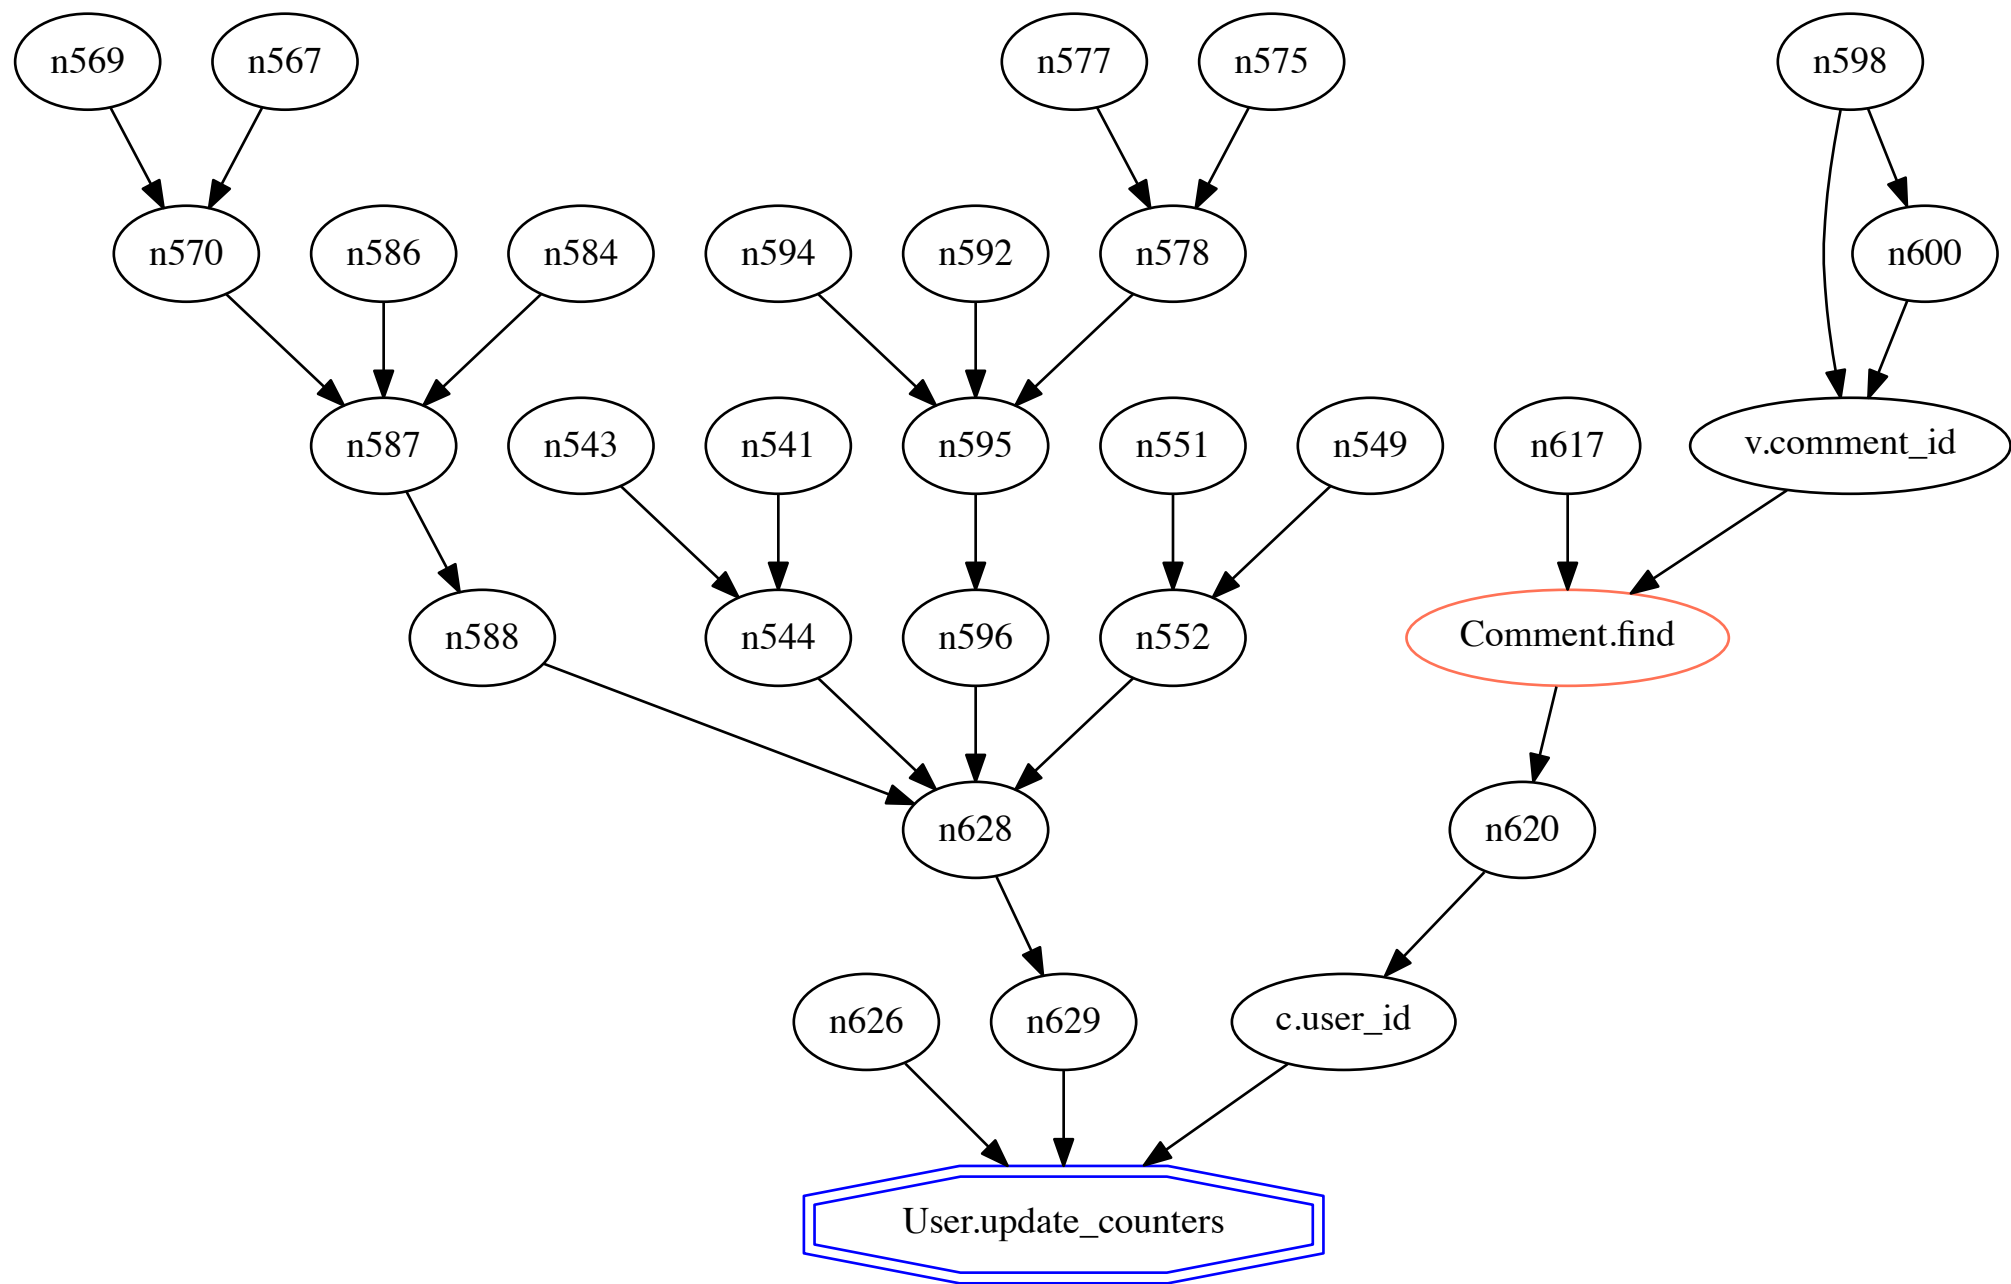 n569
n567
n577
n575
n598
n570
n586
n584
n594
n592
n578
n600
n587
n543
n541
n595
n551
n549
n617
v.comment_id
n588
n544
n596
n552
Comment.find
n628
n620
n626
n629
c.user_id
User.update_counters